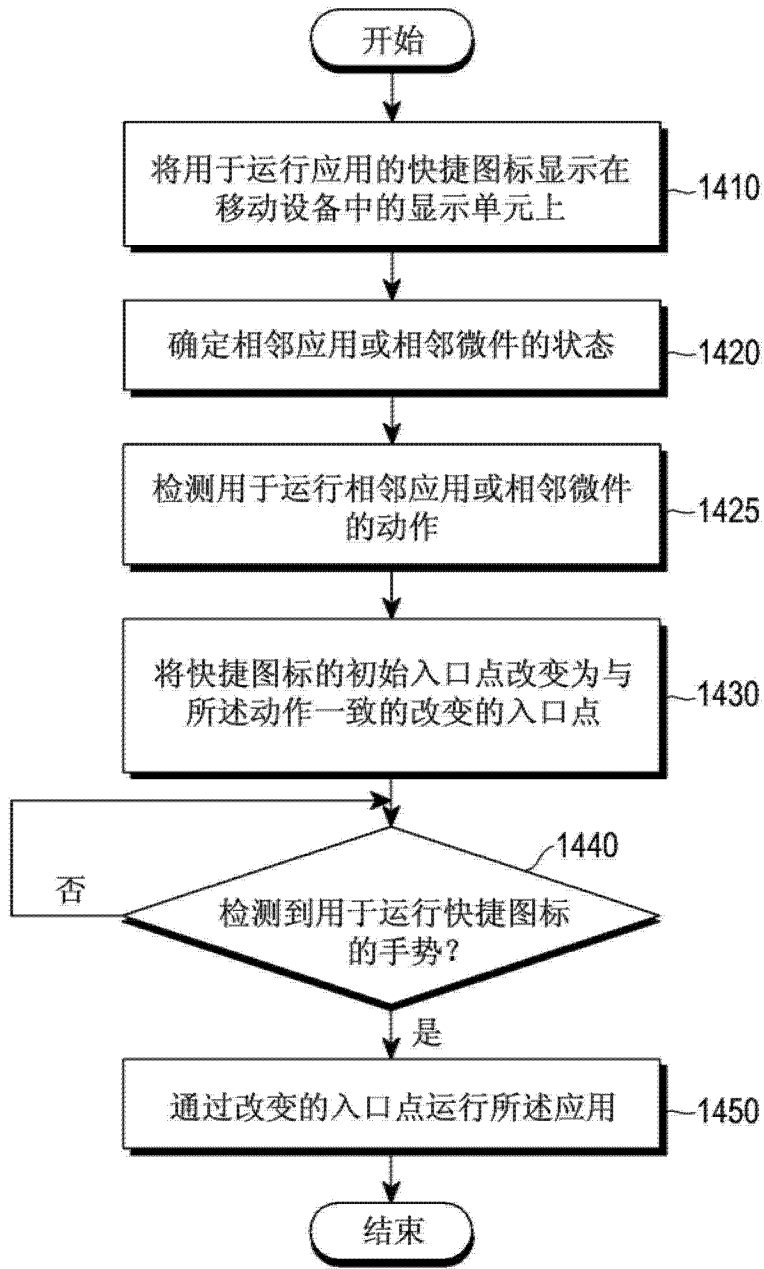 开始
将用于运行应用的快捷图标显示在
移动设备中的显示单元上
1410
确定相邻应用或相邻微件的状态
1420
检测用于运行相邻应用或相邻微件
的动作
1425
将快捷图标的初始入口点改变为与
所述动作一致的改变的入口点
1430
1440
否
检测到用于运行快捷图标
的手势?
是
通过改变的入口点运行所述应用
1450
结束